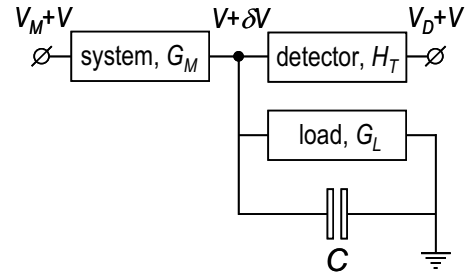 V_M+V V+δV V_D+V
system, G_M detector, H_T
load, G_L
C